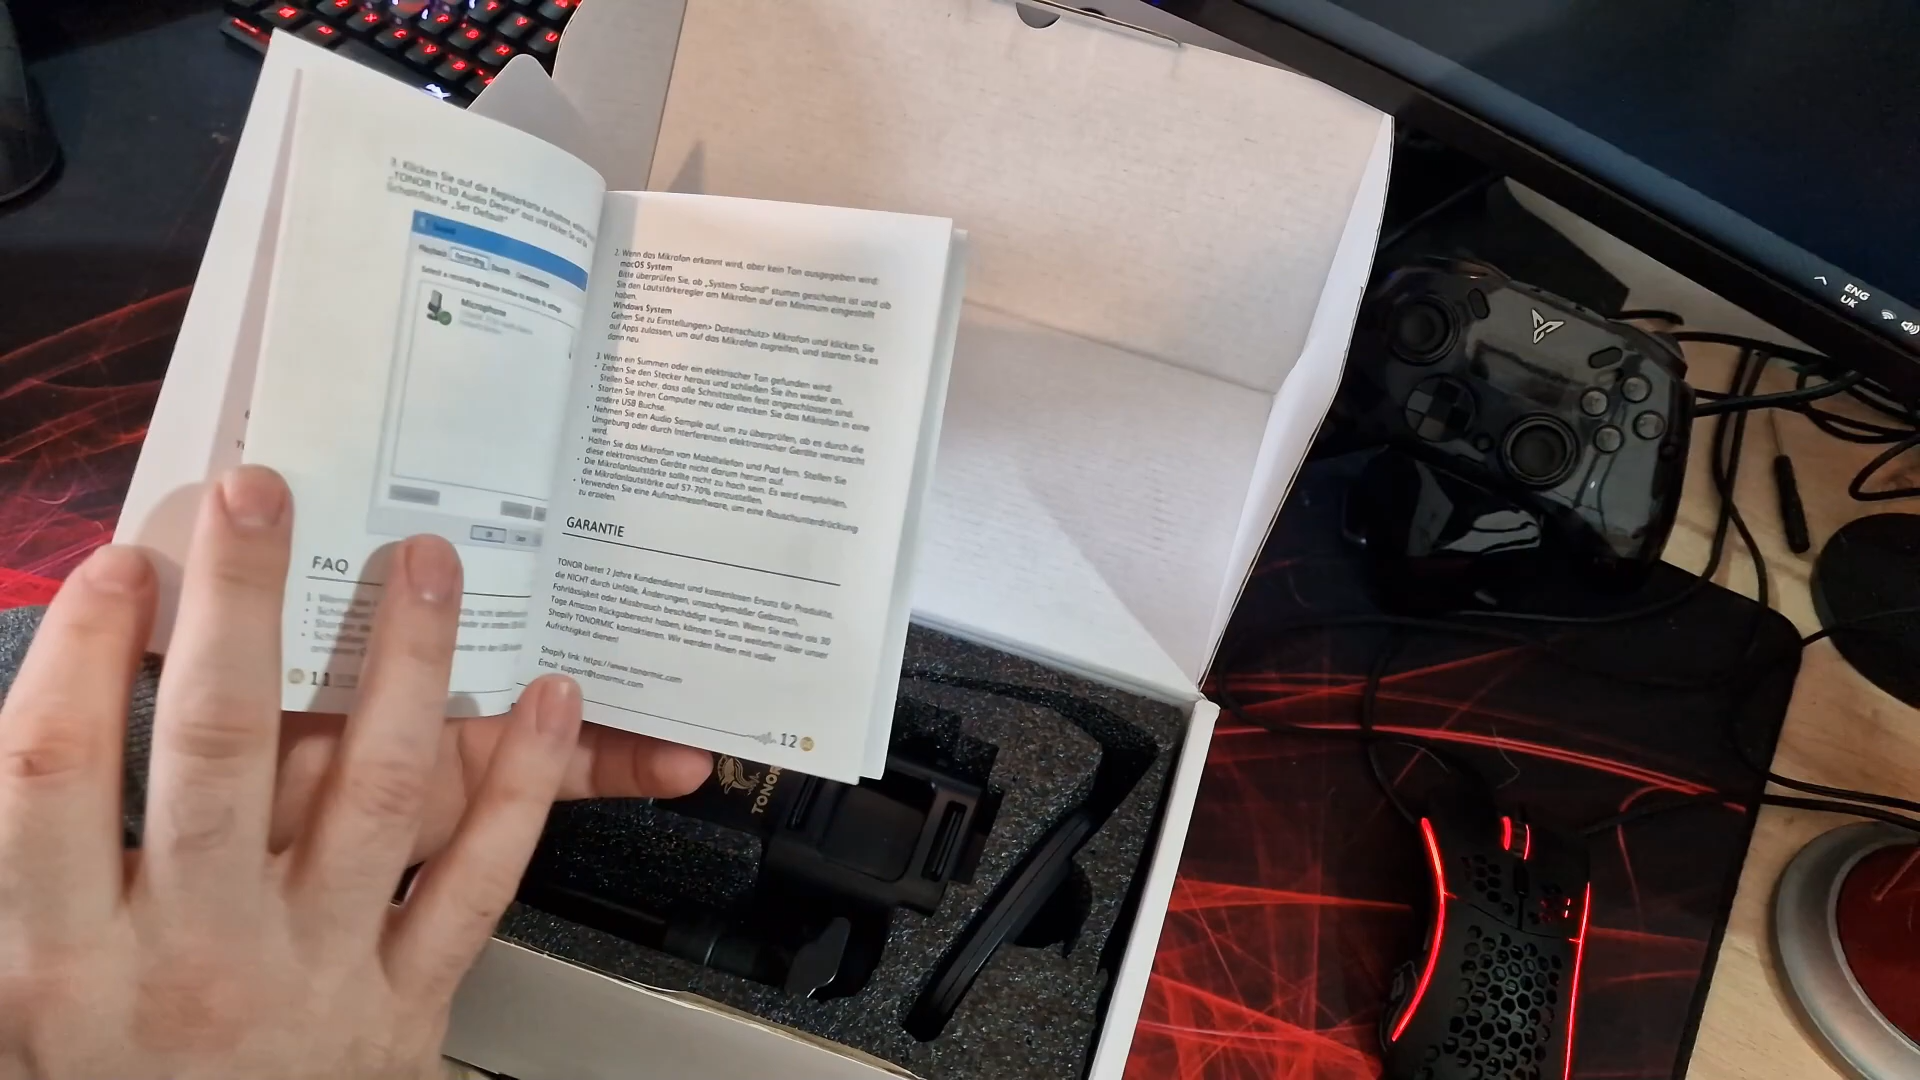 3. Klicken Sie auf die Registerkarte Aufnahme, wählen
„TONOR TC30 Audio Device" aus und klicken Sie auf die
Schaltfläche „Set Default"
Sound
Playback Recording Sounds Communications
Select a recording device below to modify its settings:
Microphone
OK
FAQ
1. Wenn
11
2. Wenn das Mikrofon erkannt wird, aber kein Ton ausgegeben wird:
macOS System
Bitte überprüfen Sie, ob „System Sound" stumm geschaltet ist und ob
Sie den Lautstärkeregler am Mikrofon auf ein Minimum eingestellt
haben.
Windows System
Gehen Sie zu Einstellungen> Datenschutz> Mikrofon und klicken Sie
auf Apps zulassen, um auf das Mikrofon zugreifen, und starten Sie es
dann neu.
3. Wenn ein Summen oder ein elektrischer Ton gefunden wird:
• Ziehen Sie den Stecker heraus und schließen Sie ihn wieder an.
Stellen Sie sicher, dass alle Schnittstellen fest angeschlossen sind.
• Starten Sie Ihren Computer neu oder stecken Sie das Mikrofon in eine
andere USB Buchse.
• Nehmen Sie ein Audio Sample auf, um zu überprüfen, ob es durch die
Umgebung oder durch Interferenzen elektronischer Geräte verursacht
wird.
• Halten Sie das Mikrofon von Mobiltelefon und Pad fern. Stellen Sie
diese elektronischen Geräte nicht darum herum auf.
• Die Mikrofonlautstärke sollte nicht zu hoch sein. Es wird empfohlen,
die Mikrofonlautstärke auf 57-70% einzustellen.
• Verwenden Sie eine Aufnahmesoftware, um eine Rauschunterdrückung
zu erzielen.
GARANTIE
TONOR bietet 2 Jahre Kundendienst und kostenlosen Ersatz für Produkte,
die NICHT durch Unfälle, Änderungen, unsachgemäßer Gebrauch,
Fahrlässigkeit oder Missbrauch beschädigt wurden. Wenn Sie mehr als 30
Tage Amazon Rückgaberecht haben, können Sie uns weiterhin über unser
Shopify TONORMIC kontaktieren. Wir werden Ihnen mit voller
Aufrichtigkeit dienen!
Shopify link: https://www.tonormic.com
Email: support@tonormic.com
12
TONOR
ENG
UK